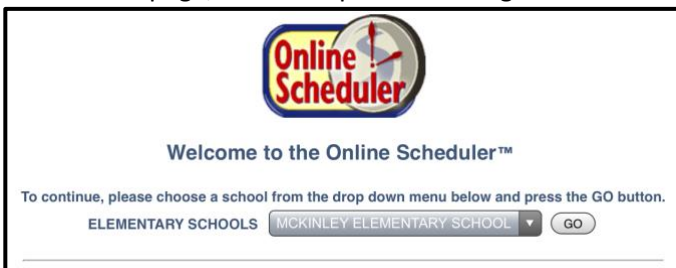 Online
Scheduler
Welcome to the Online Scheduler™
To continue, please choose a school from the drop down menu below and press the GO button.
ELEMENTARY SCHOOLS MCKINLEY ELEMENTARY SCHOOL GO